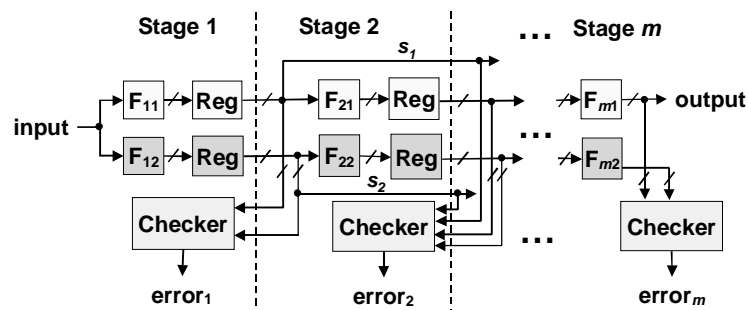 Stage 1 Stage 2 ... Stage m
s1
F11 Reg F21 Reg Fm1 output
input
F12 Reg F22 Reg ... Fm2
s2
Checker Checker ... Checker
error1 error2 errorm